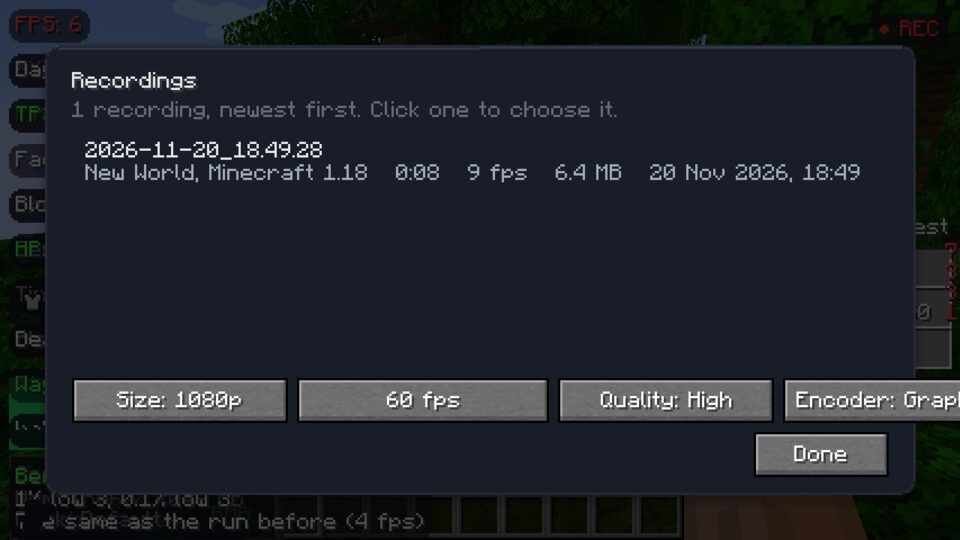 FPS: 6
REC
Recordings
1 recording, newest first. Click one to choose it.
2026-11-20_18.49.28
New World, Minecraft 1.18 0:08 9 fps 6.4 MB 20 Nov 2026, 18:49
Size: 1080p
60 fps
Quality: High
Encoder: Grap
Done
same as the run before (4 fps)